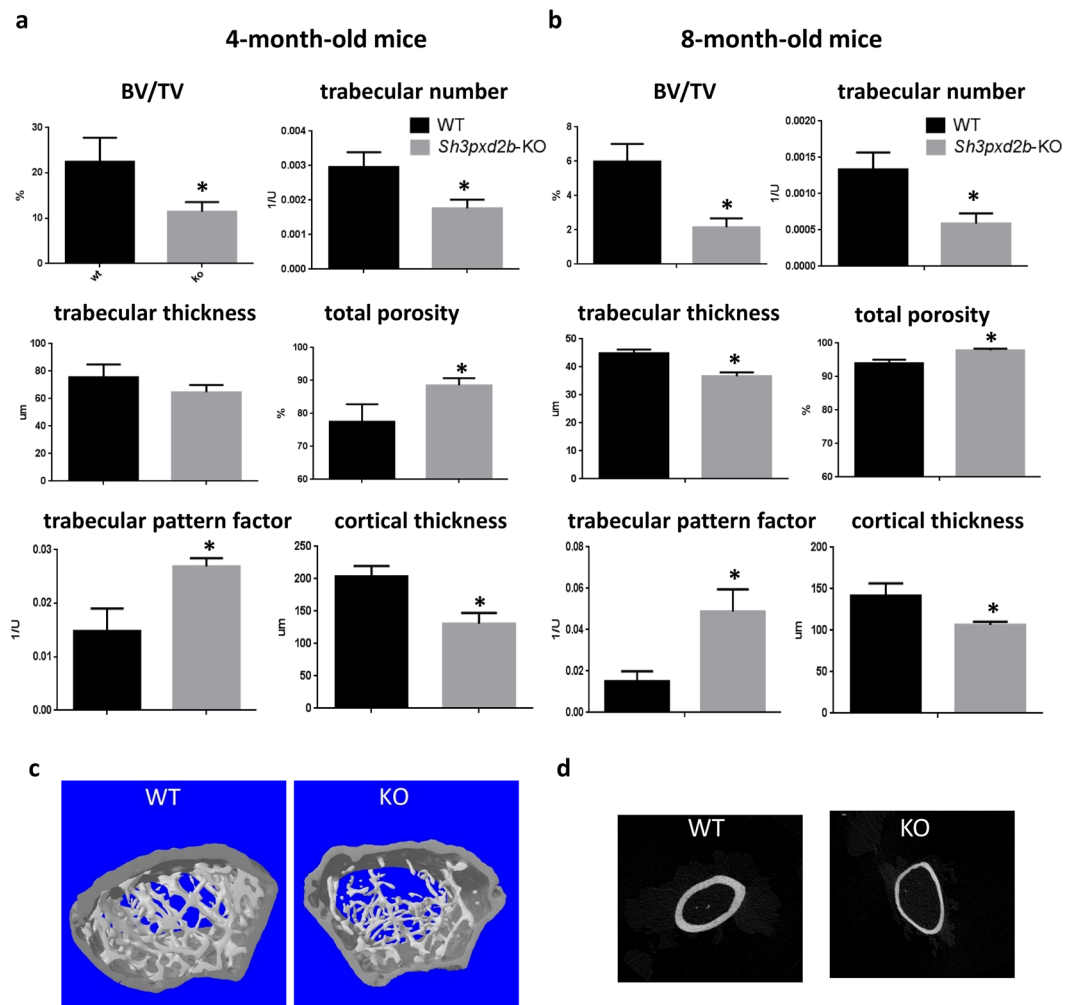 a
4-month-old mice
BV/TV
30
20
10
0
%
wt
ko
*
trabecular number
WT
Sh3pxd2b-KO
0.004
0.003
0.002
0.001
0.000
1/U
*
trabecular thickness
100
80
60
40
20
0
um
total porosity
100
90
80
70
60
%
*
trabecular pattern factor
0.03
0.02
0.01
0.00
1/U
*
cortical thickness
250
200
150
100
50
0
um
*
b
8-month-old mice
BV/TV
8
6
4
2
0
%
*
trabecular number
WT
Sh3pxd2b-KO
0.0020
0.0015
0.0010
0.0005
0.0000
1/U
*
trabecular thickness
50
40
30
20
10
0
um
*
total porosity
100
90
80
70
60
%
*
trabecular pattern factor
0.08
0.06
0.04
0.02
0.00
1/U
*
cortical thickness
200
150
100
50
0
um
*
c
WT
KO
d
WT
KO